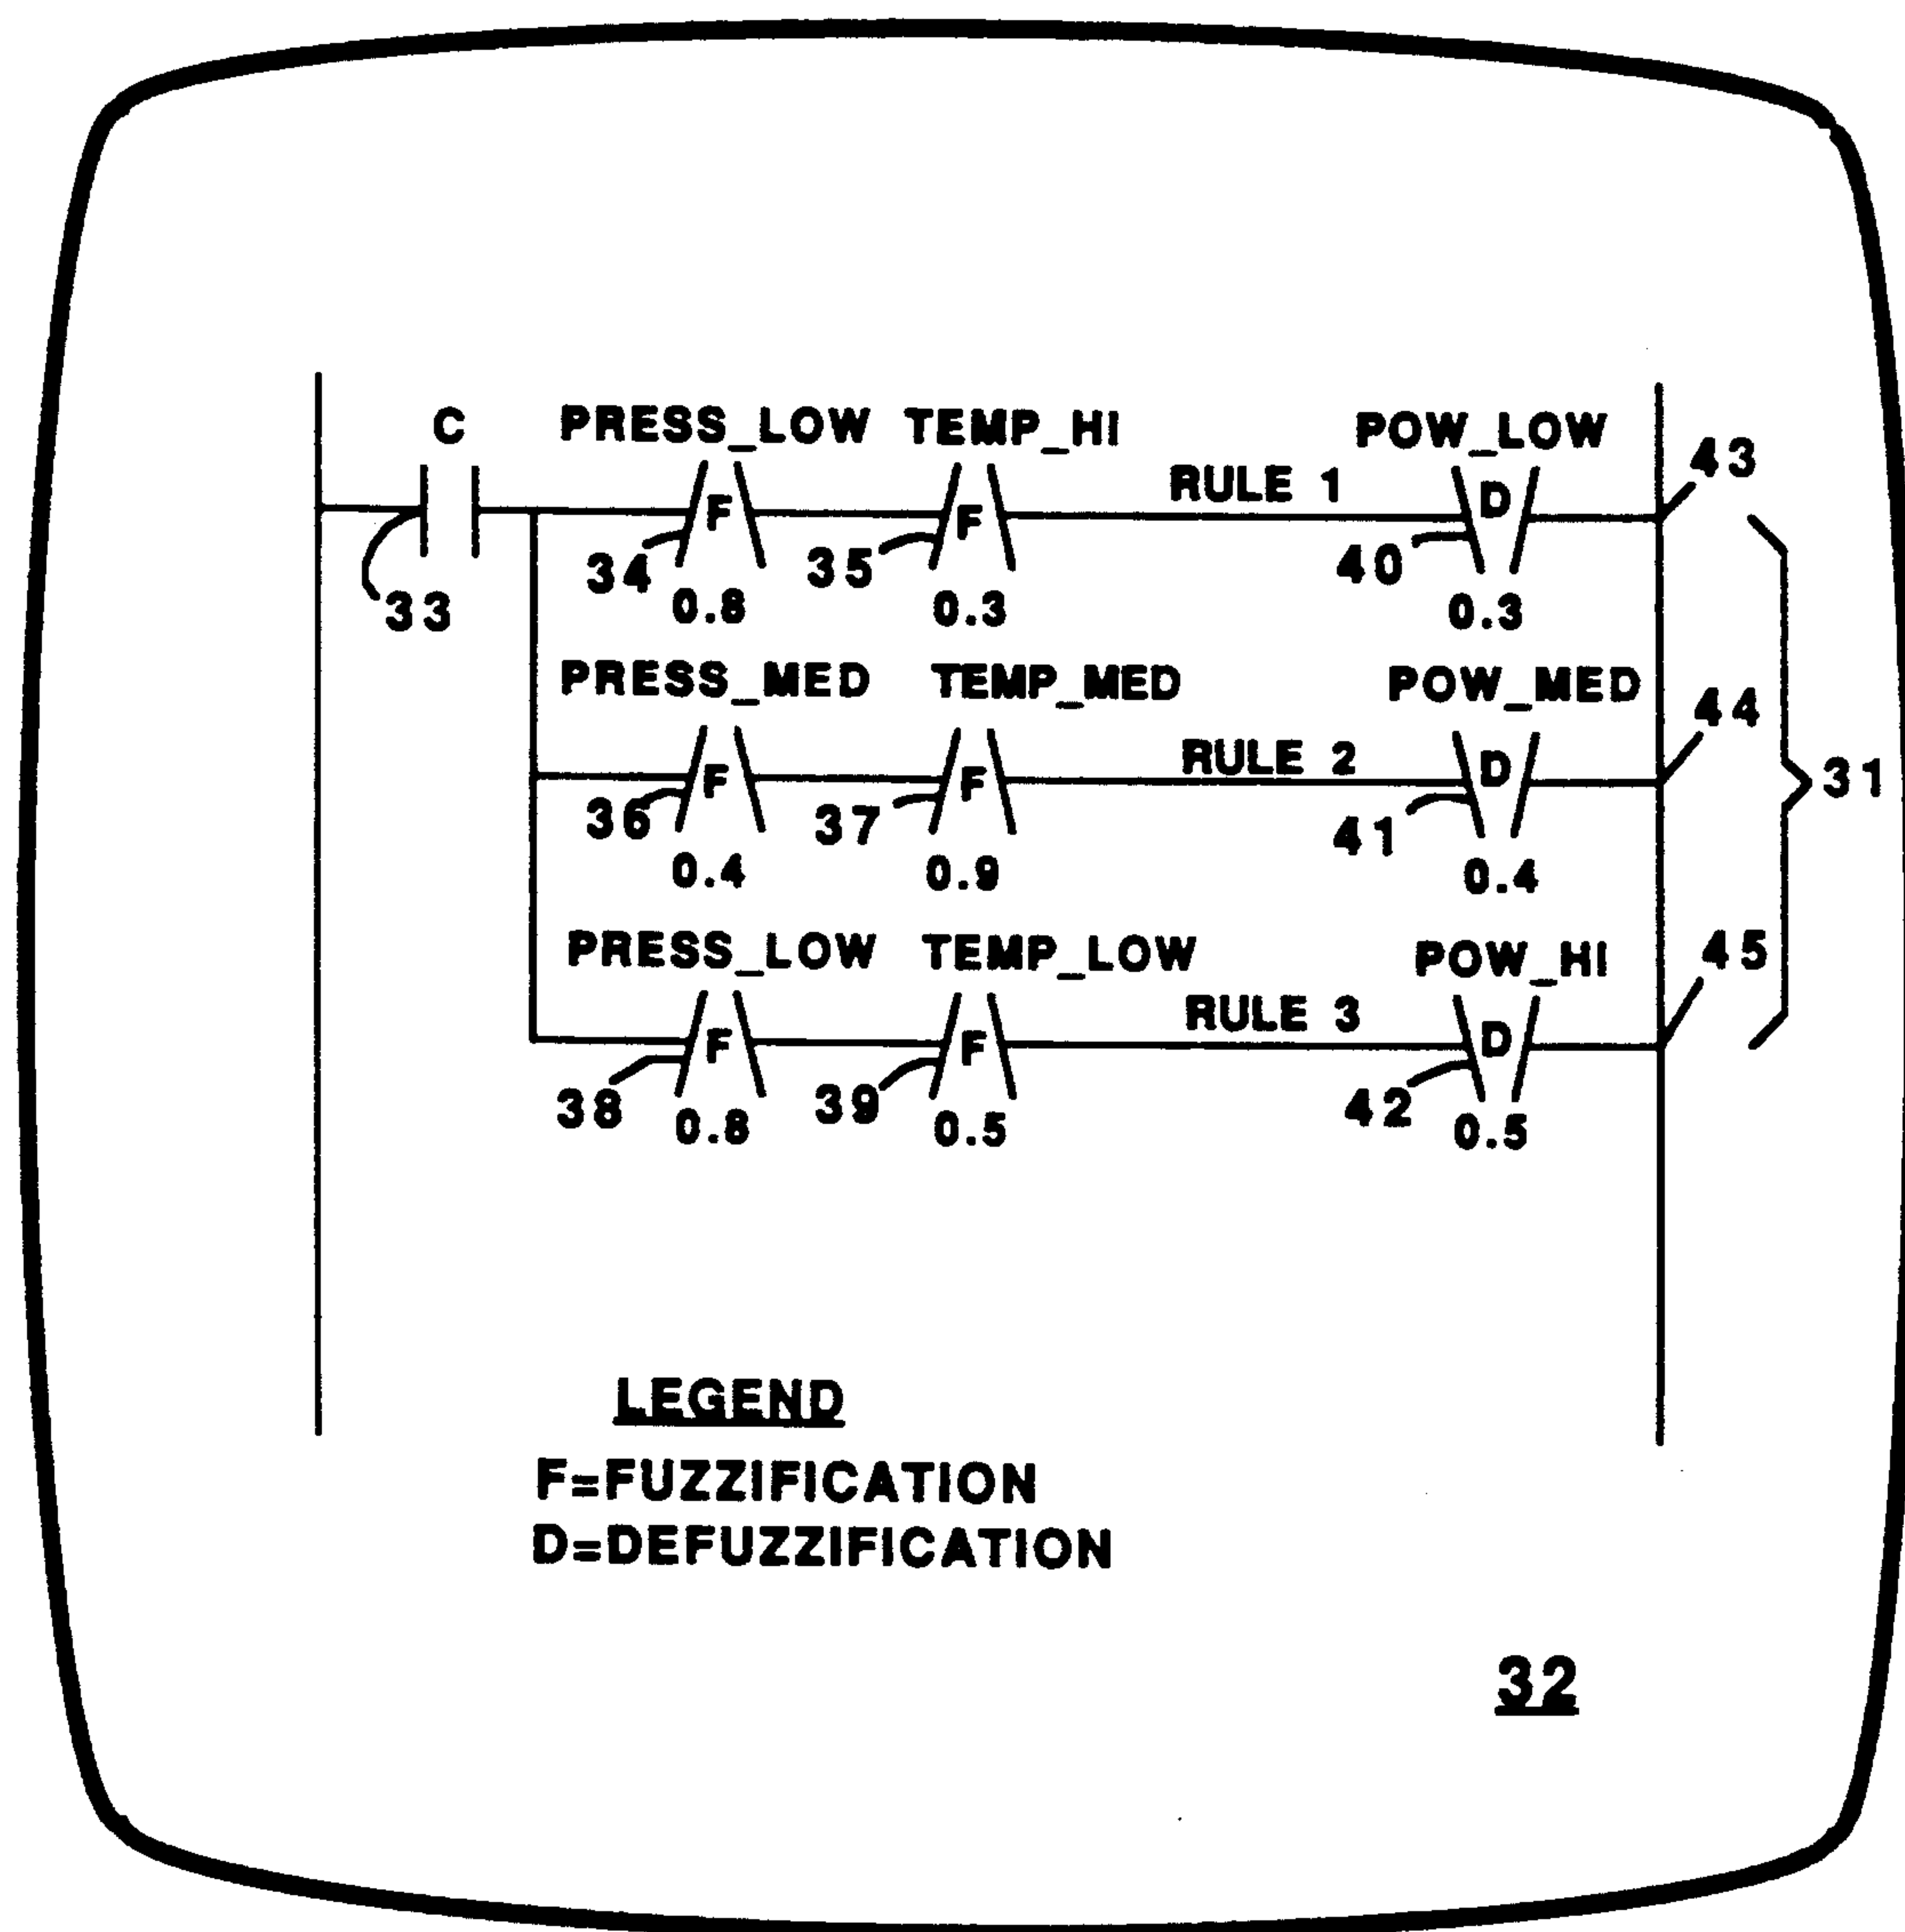 C PRESS_LOW TEMP_HI POW_LOW
RULE 1 43
F F D
33 34 35 40
0.8 0.3 0.3
PRESS_MED TEMP_MED POW_MED
RULE 2 44
F F D 31
36 37 41
0.4 0.9 0.4
PRESS_LOW TEMP_LOW POW_HI 45
RULE 3
F F D
38 39 42
0.8 0.5 0.5
LEGEND
F=FUZZIFICATION
D=DEFUZZIFICATION
32